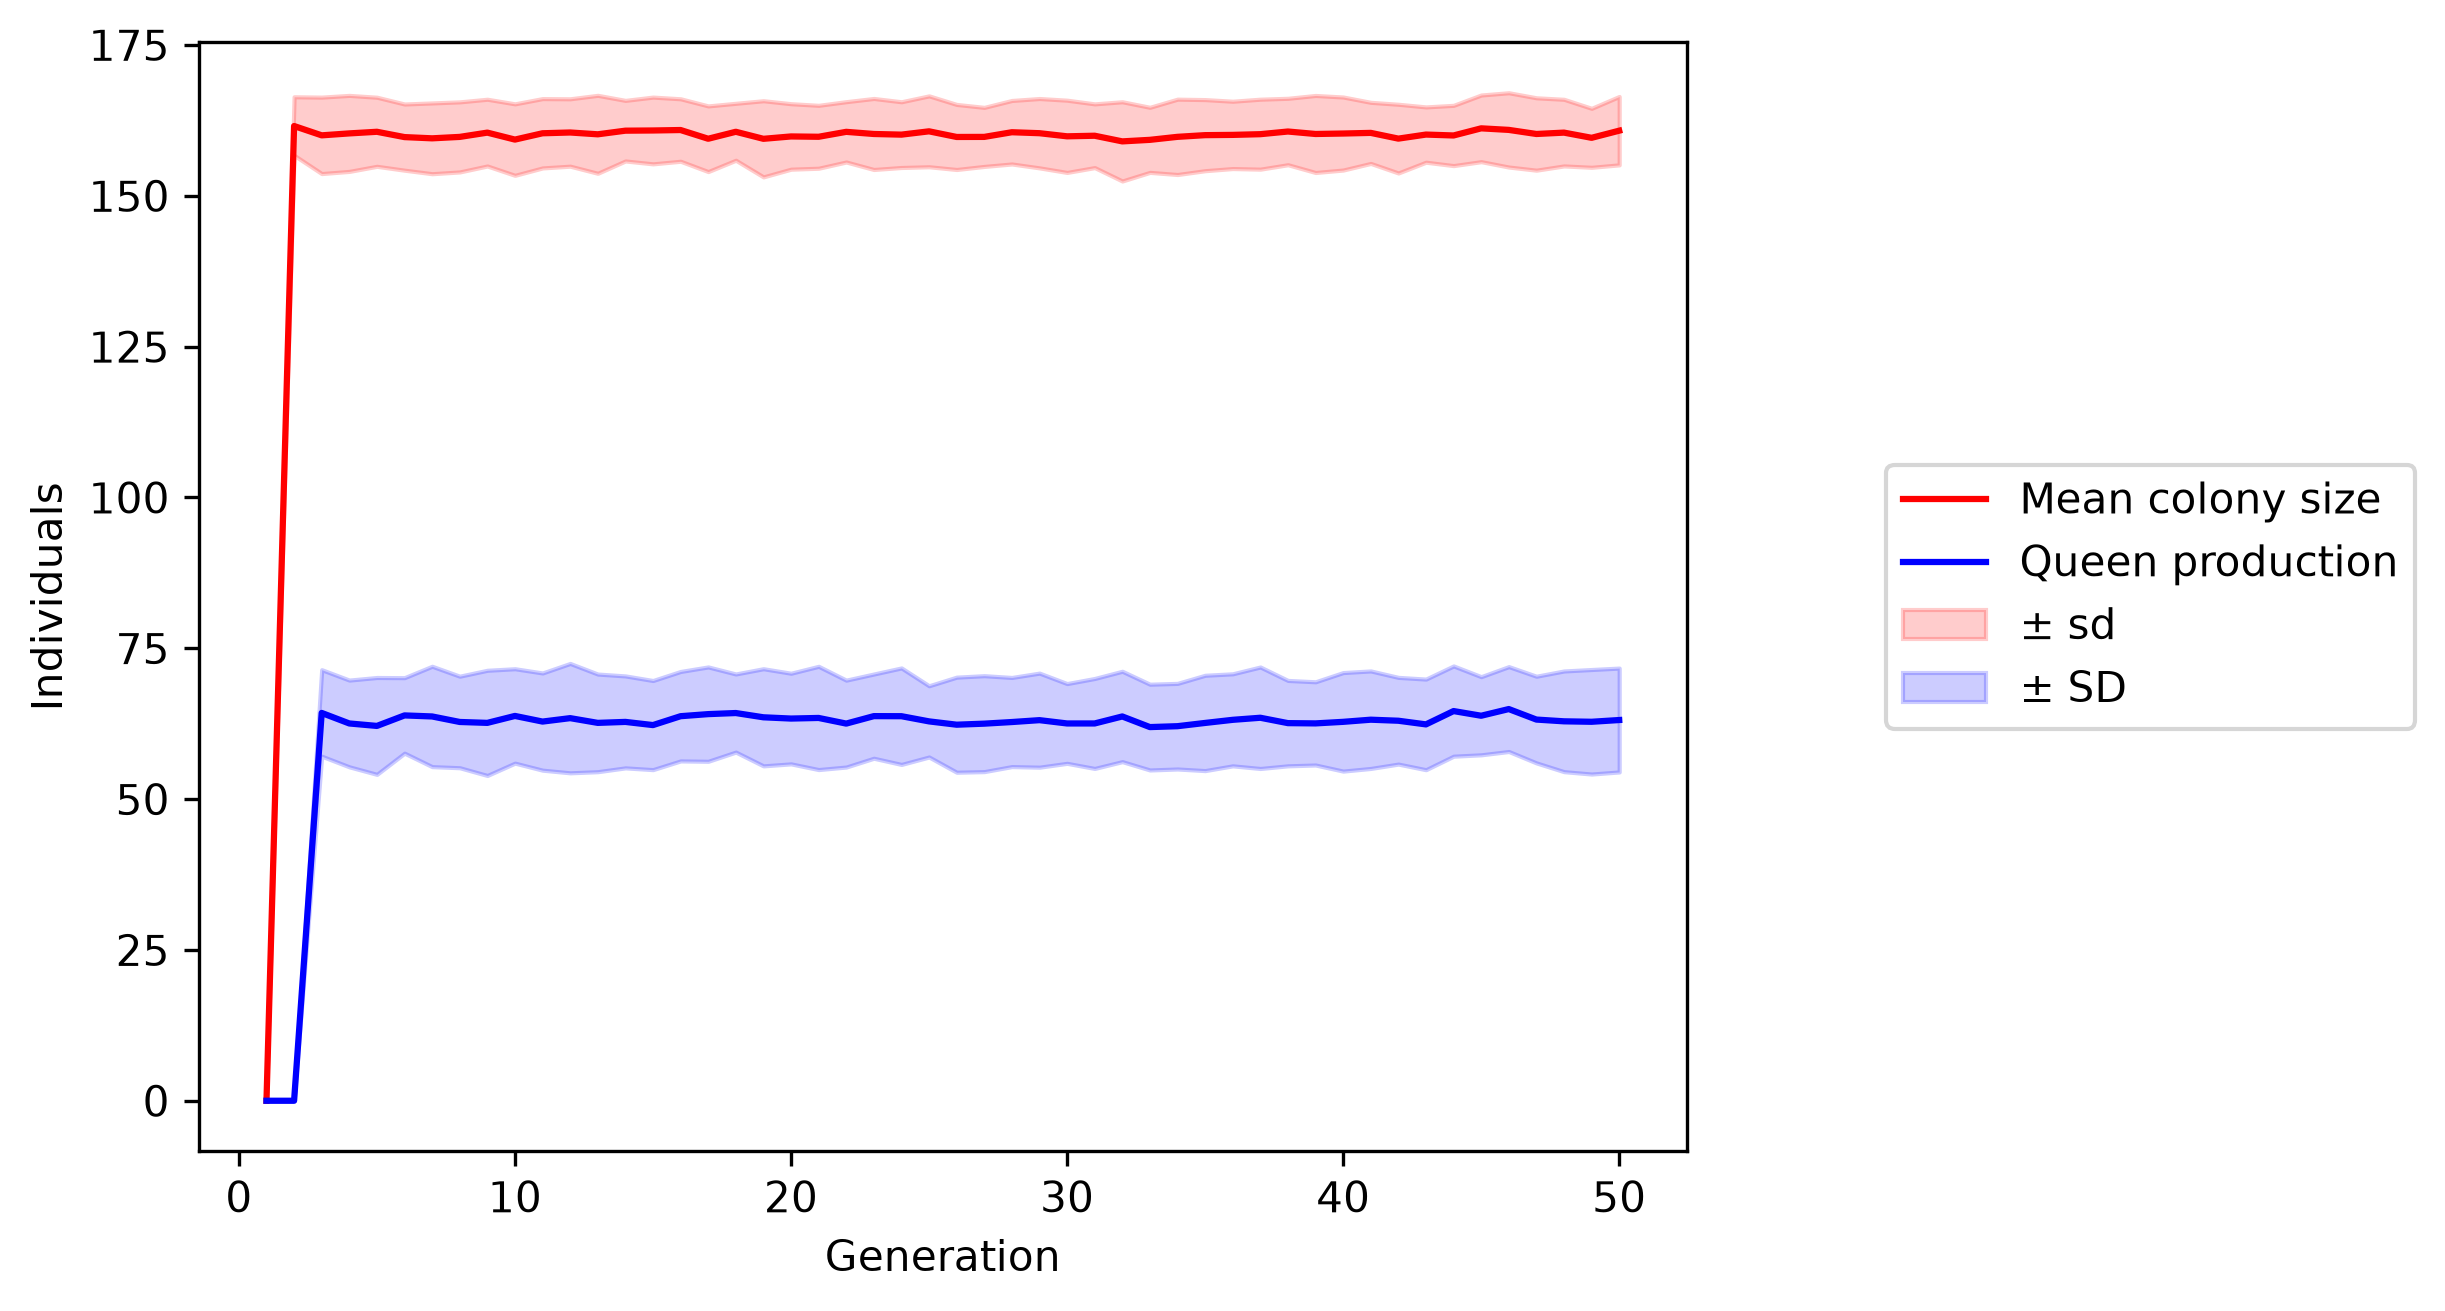 175
150
125
100
75
50
25
0
Individuals
0 10 20 30 40 50
Generation
Mean colony size
Queen production
± sd
± SD